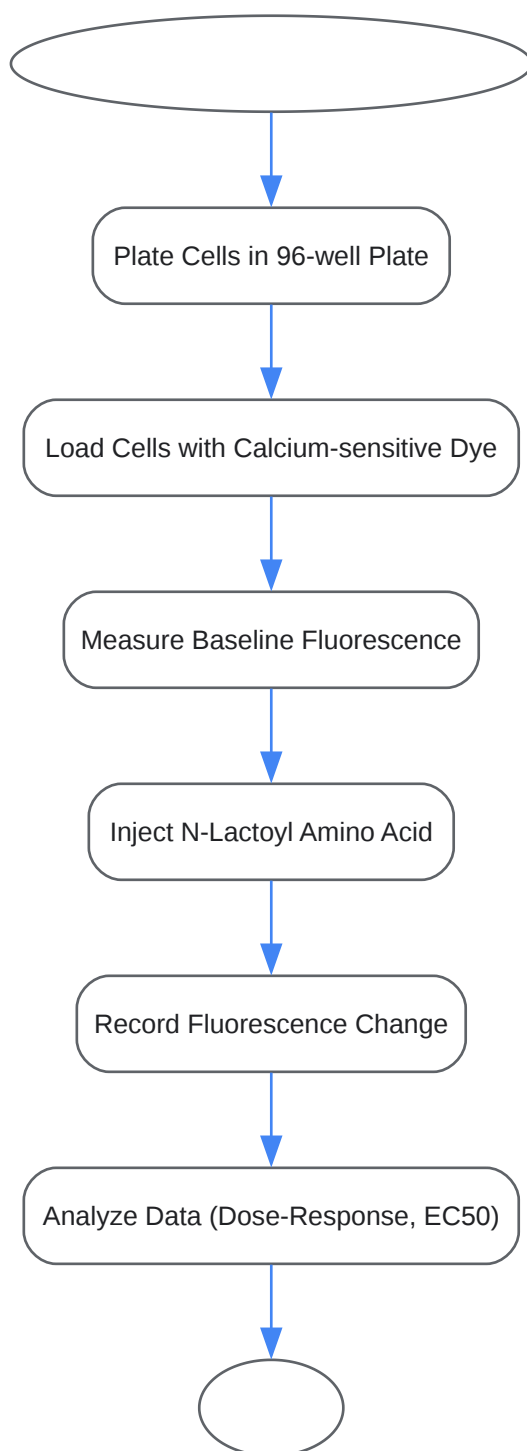 Plate Cells in 96-well Plate
Load Cells with Calcium-sensitive Dye
Measure Baseline Fluorescence
Inject N-Lactoyl Amino Acid
Record Fluorescence Change
Analyze Data (Dose-Response, EC50)